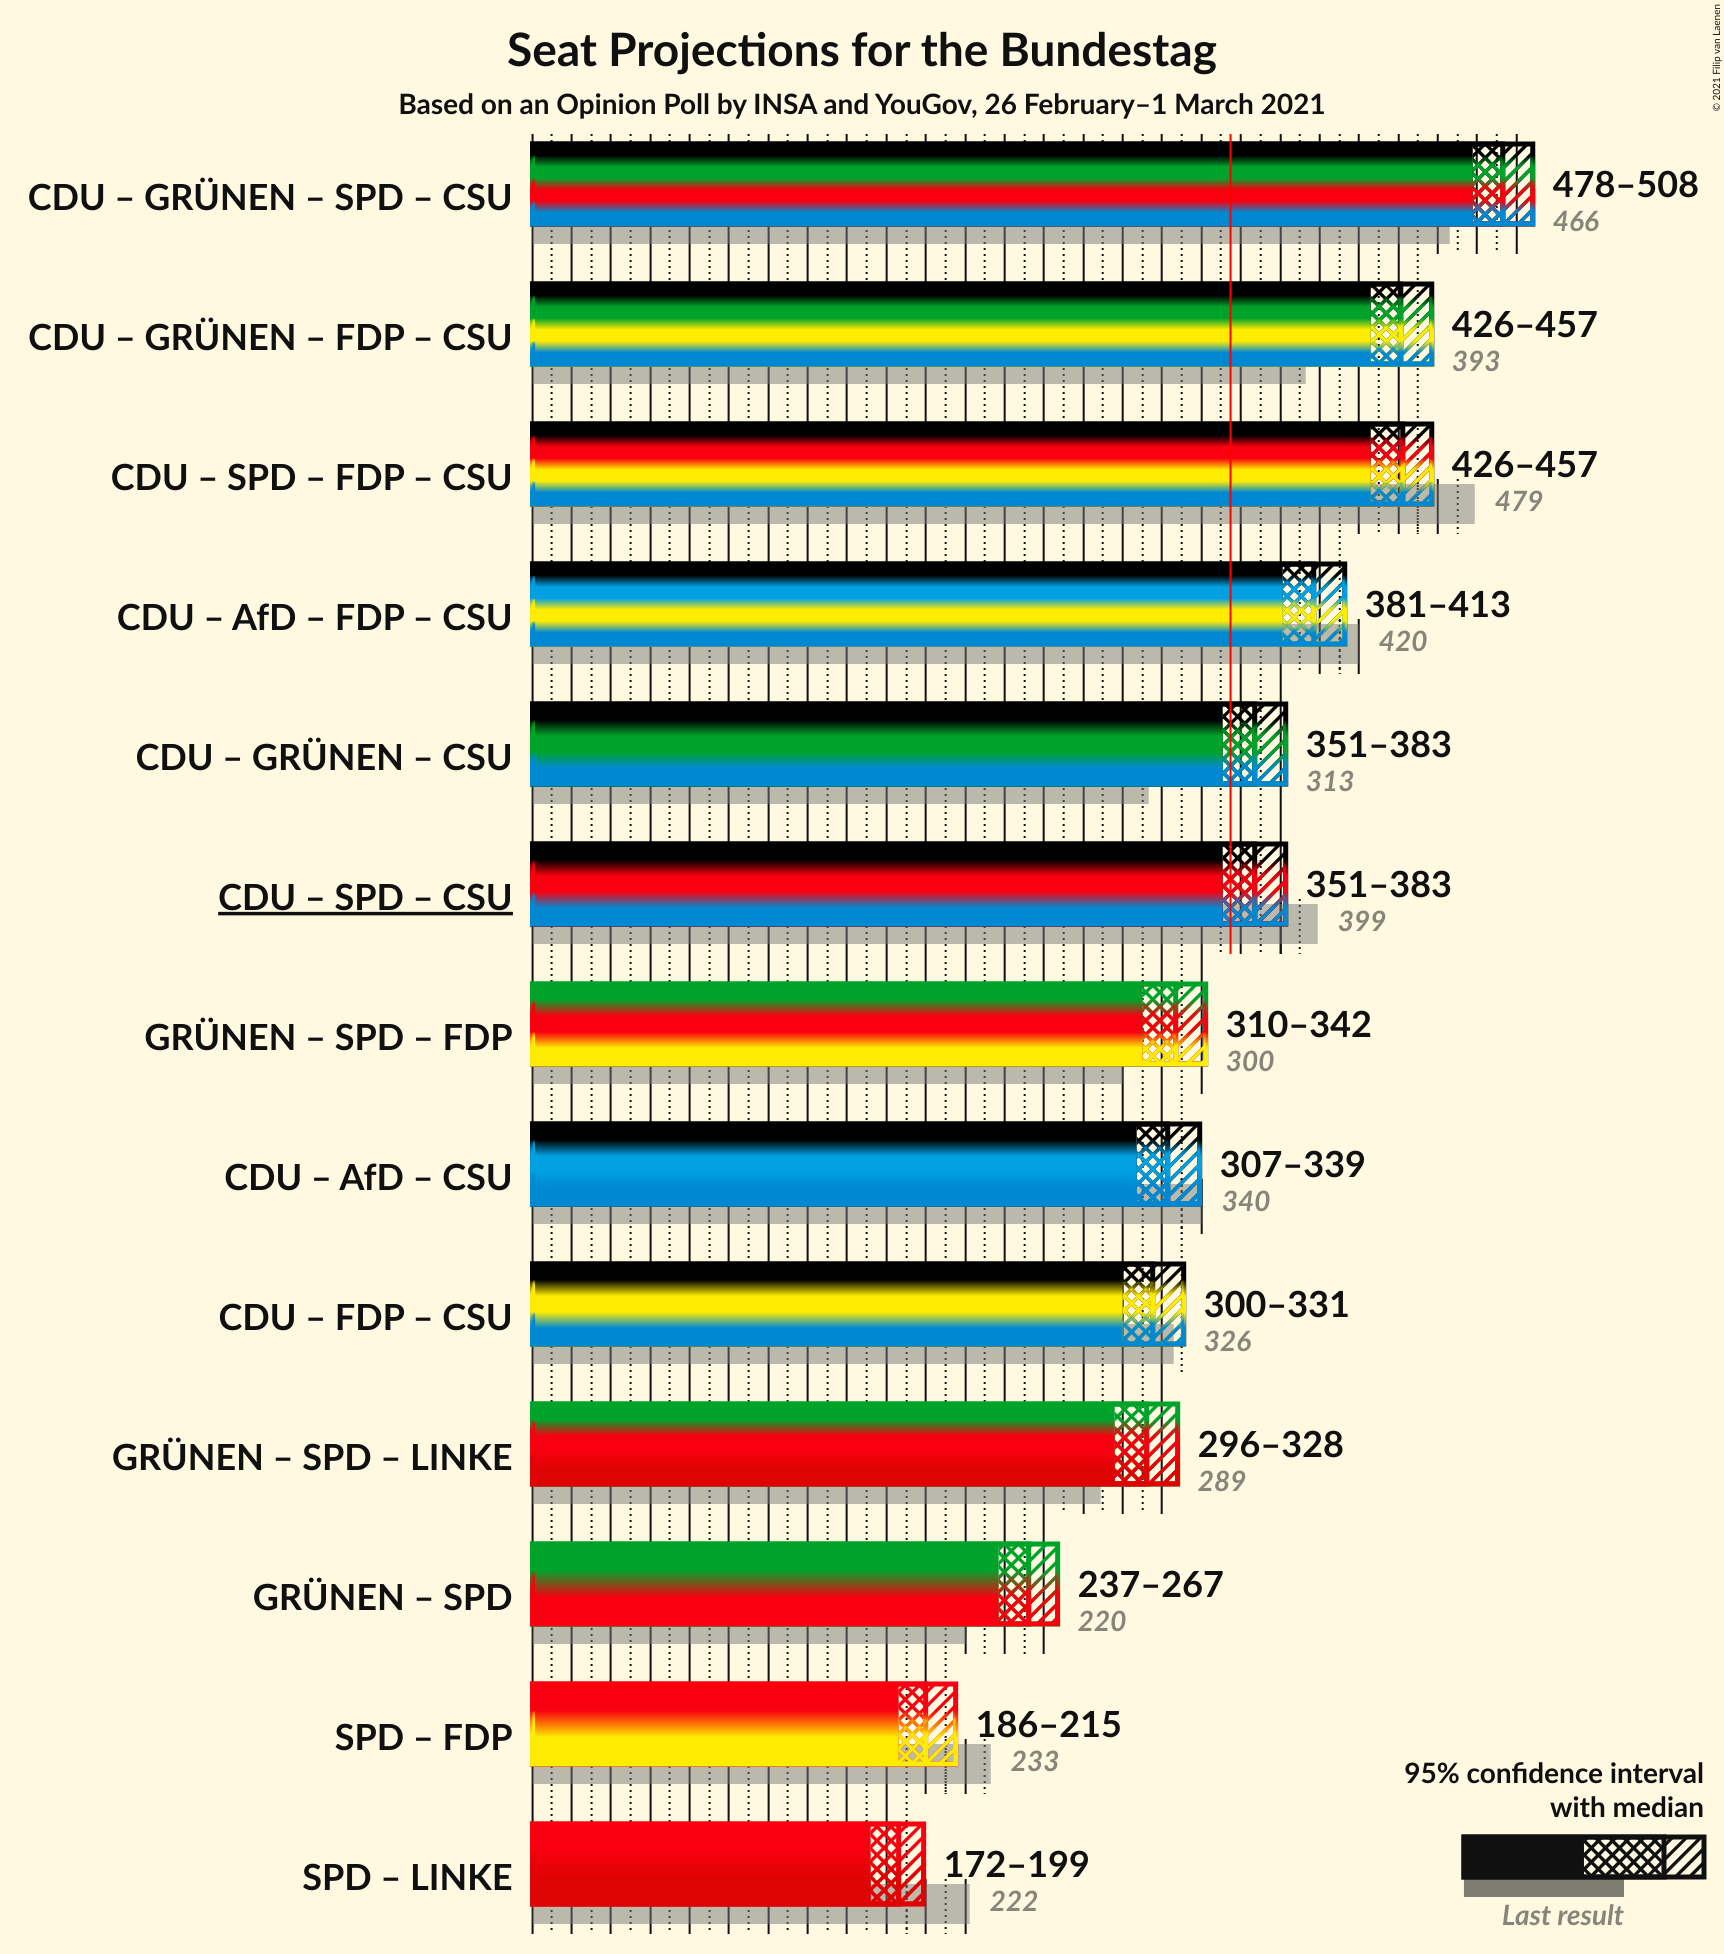 Seat Projections for the Bundestag
Based on an Opinion Poll by INSA and YouGov, 26 February–1 March 2021
© 2021 Filip van Laenen
CDU – GRÜNEN – SPD – CSU
478–508
466
CDU – GRÜNEN – FDP – CSU
426–457
393
CDU – SPD – FDP – CSU
426–457
479
CDU – AfD – FDP – CSU
381–413
420
CDU – GRÜNEN – CSU
351–383
313
CDU – SPD – CSU
351–383
399
GRÜNEN – SPD – FDP
310–342
300
CDU – AfD – CSU
307–339
340
CDU – FDP – CSU
300–331
326
GRÜNEN – SPD – LINKE
296–328
289
GRÜNEN – SPD
237–267
220
SPD – FDP
186–215
233
SPD – LINKE
172–199
222
95% confidence interval
with median
Last result